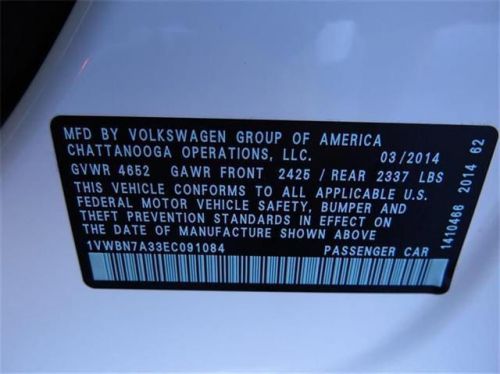 MFD BY VOLKSWAGEN GROUP OF AMERICA
CHATTANOOGA OPERATIONS, LLC. 03/2014
GVWR 4652 GAWR FRONT 2425 / REAR 2337 LBS
THIS VEHICLE CONFORMS TO ALL APPLICABLE U.S.
FEDERAL MOTOR VEHICLE SAFETY, BUMPER AND
THEFT PREVENTION STANDARDS IN EFFECT ON
THE DATE OF MANUFACTURE SHOWN ABOVE
1VWBN7A33EC091084 PASSENGER CAR
1410466 2014 82